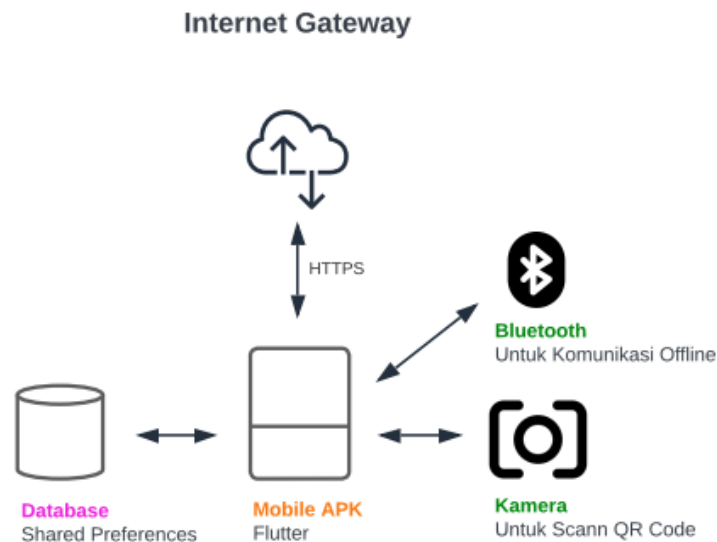 Internet Gateway
HTTPS
Bluetooth
Untuk Komunikasi Offline
Database
Shared Preferences
Mobile APK
Flutter
Kamera
Untuk Scann QR Code